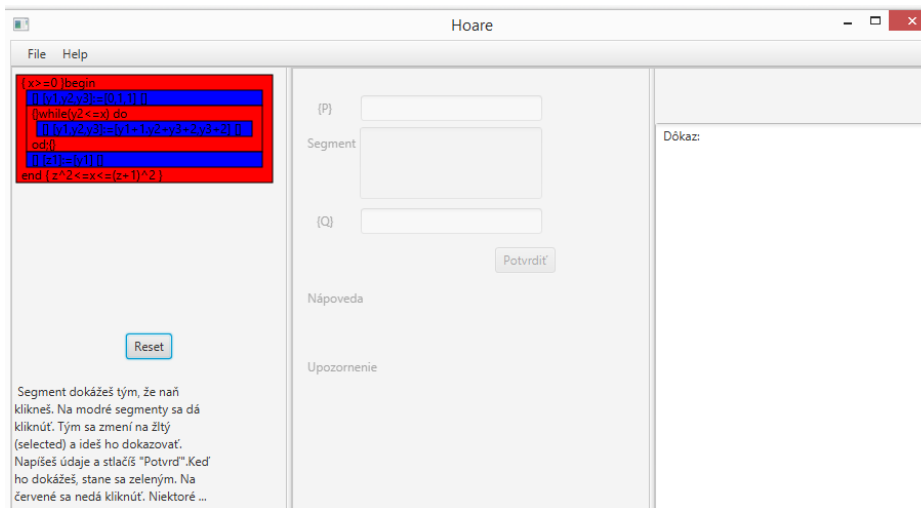 Hoare
File Help
{ x>=0 }begin
{} [y1,y2,y3]:=[0,1,1] {}
{}while(y2<=x) do
{} [y1,y2,y3]:=[y1+1,y2+y3+2,y3+2] {}
od;{}
{} [z1]:=[y1] {}
end { z^2<=x<=(z+1)^2 }
Reset
Segment dokážeš tým, že naň
klikneš. Na modré segmenty sa dá
kliknúť. Tým sa zmení na žltý
(selected) a ideš ho dokazovať.
Napíšeš údaje a stlačíš "Potvrď".Keď
ho dokážeš, stane sa zeleným. Na
červené sa nedá kliknúť. Niektoré ...
{P}
Segment
{Q}
Potvrdiť
Nápoveda
Upozornenie
Dôkaz: